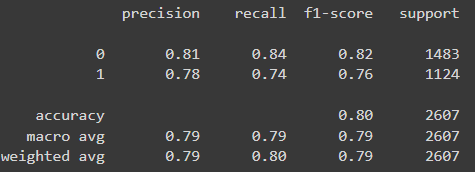 precision recall f1-score support
0 0.81 0.84 0.82 1483
1 0.78 0.74 0.76 1124
accuracy 0.80 2607
macro avg 0.79 0.79 0.79 2607
weighted avg 0.79 0.80 0.79 2607